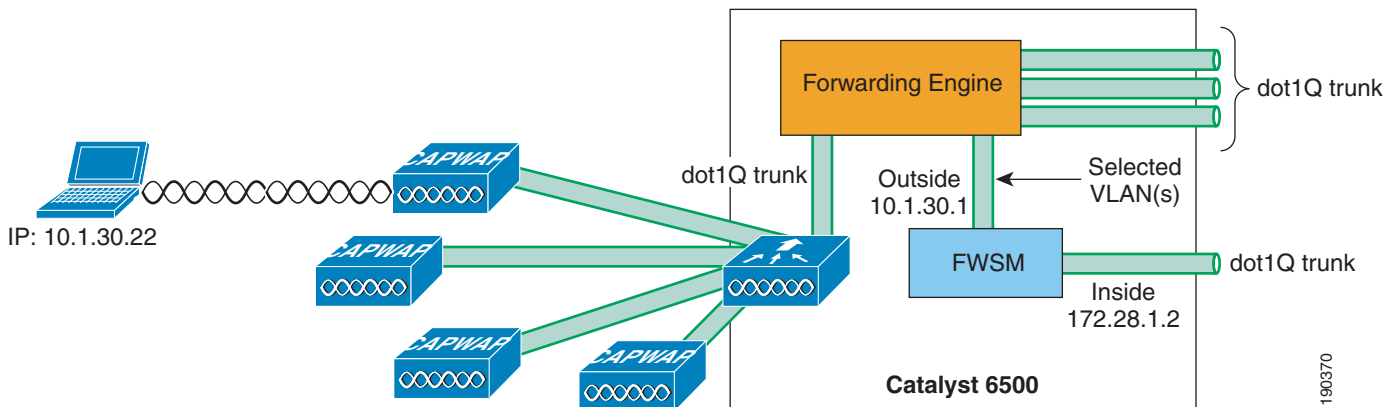 Forwarding Engine
dot1Q trunk
CAPWAP
dot1Q trunk
Outside
10.1.30.1
Selected
VLAN(s)
IP: 10.1.30.22
CAPWAP
FWSM
dot1Q trunk
Inside
172.28.1.2
CAPWAP
CAPWAP
Catalyst 6500
190370